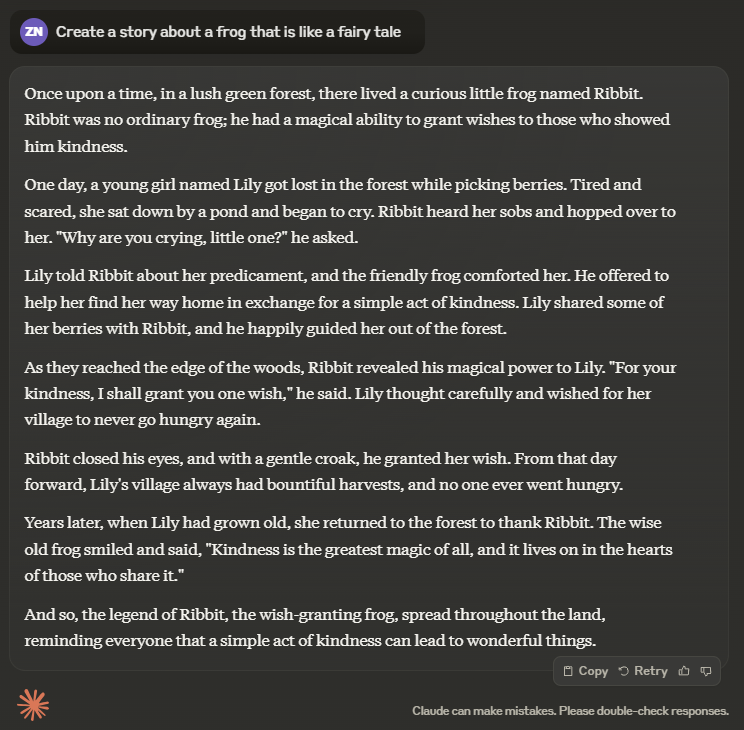 ZN Create a story about a frog that is like a fairy tale
Once upon a time, in a lush green forest, there lived a curious little frog named Ribbit.
Ribbit was no ordinary frog; he had a magical ability to grant wishes to those who showed
him kindness.
One day, a young girl named Lily got lost in the forest while picking berries. Tired and
scared, she sat down by a pond and began to cry. Ribbit heard her sobs and hopped over to
her. "Why are you crying, little one?" he asked.
Lily told Ribbit about her predicament, and the friendly frog comforted her. He offered to
help her find her way home in exchange for a simple act of kindness. Lily shared some of
her berries with Ribbit, and he happily guided her out of the forest.
As they reached the edge of the woods, Ribbit revealed his magical power to Lily. "For your
kindness, I shall grant you one wish," he said. Lily thought carefully and wished for her
village to never go hungry again.
Ribbit closed his eyes, and with a gentle croak, he granted her wish. From that day
forward, Lily's village always had bountiful harvests, and no one ever went hungry.
Years later, when Lily had grown old, she returned to the forest to thank Ribbit. The wise
old frog smiled and said, "Kindness is the greatest magic of all, and it lives on in the hearts
of those who share it."
And so, the legend of Ribbit, the wish-granting frog, spread throughout the land,
reminding everyone that a simple act of kindness can lead to wonderful things.
Copy Retry
Claude can make mistakes. Please double-check responses.